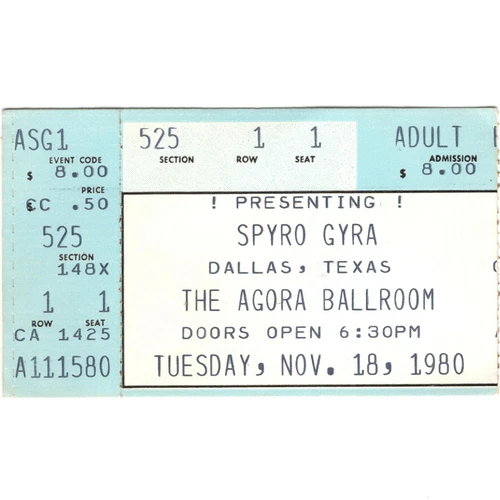 ASG1
EVENT CODE
$ 8.00
PRICE
CC .50
525
SECTION
148X
1 1
ROW SEAT
CA 1425
A111580
525 1 1 ADULT
SECTION ROW SEAT ADMISSION
$ 8.00
! PRESENTING !
SPYRO GYRA
DALLAS, TEXAS
THE AGORA BALLROOM
DOORS OPEN 6:30PM
TUESDAY, NOV. 18, 1980